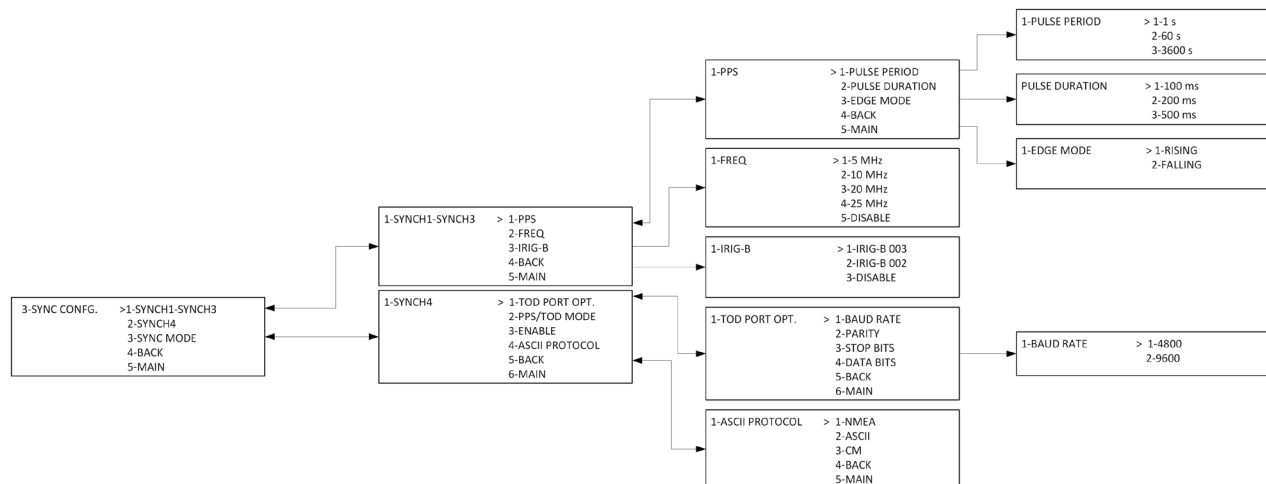 3-SYNC CONFG. >1-SYNCH1-SYNCH3
2-SYNCH4
3-SYNC MODE
4-BACK
5-MAIN
1-SYNCH1-SYNCH3 > 1-PPS
2-FREQ
3-IRIG-B
4-BACK
5-MAIN
1-SYNCH4 > 1-TOD PORT OPT.
2-PPS/TOD MODE
3-ENABLE
4-ASCII PROTOCOL
5-BACK
6-MAIN
1-PPS > 1-PULSE PERIOD
2-PULSE DURATION
3-EDGE MODE
4-BACK
5-MAIN
1-FREQ > 1-5 MHz
2-10 MHz
3-20 MHz
4-25 MHz
5-DISABLE
1-IRIG-B > 1-IRIG-B 003
2-IRIG-B 002
3-DISABLE
1-TOD PORT OPT. > 1-BAUD RATE
2-PARITY
3-STOP BITS
4-DATA BITS
5-BACK
6-MAIN
1-ASCII PROTOCOL > 1-NMEA
2-ASCII
3-CM
4-BACK
5-MAIN
1-PULSE PERIOD > 1-1 s
2-60 s
3-3600 s
PULSE DURATION > 1-100 ms
2-200 ms
3-500 ms
1-EDGE MODE > 1-RISING
2-FALLING
1-BAUD RATE > 1-4800
2-9600